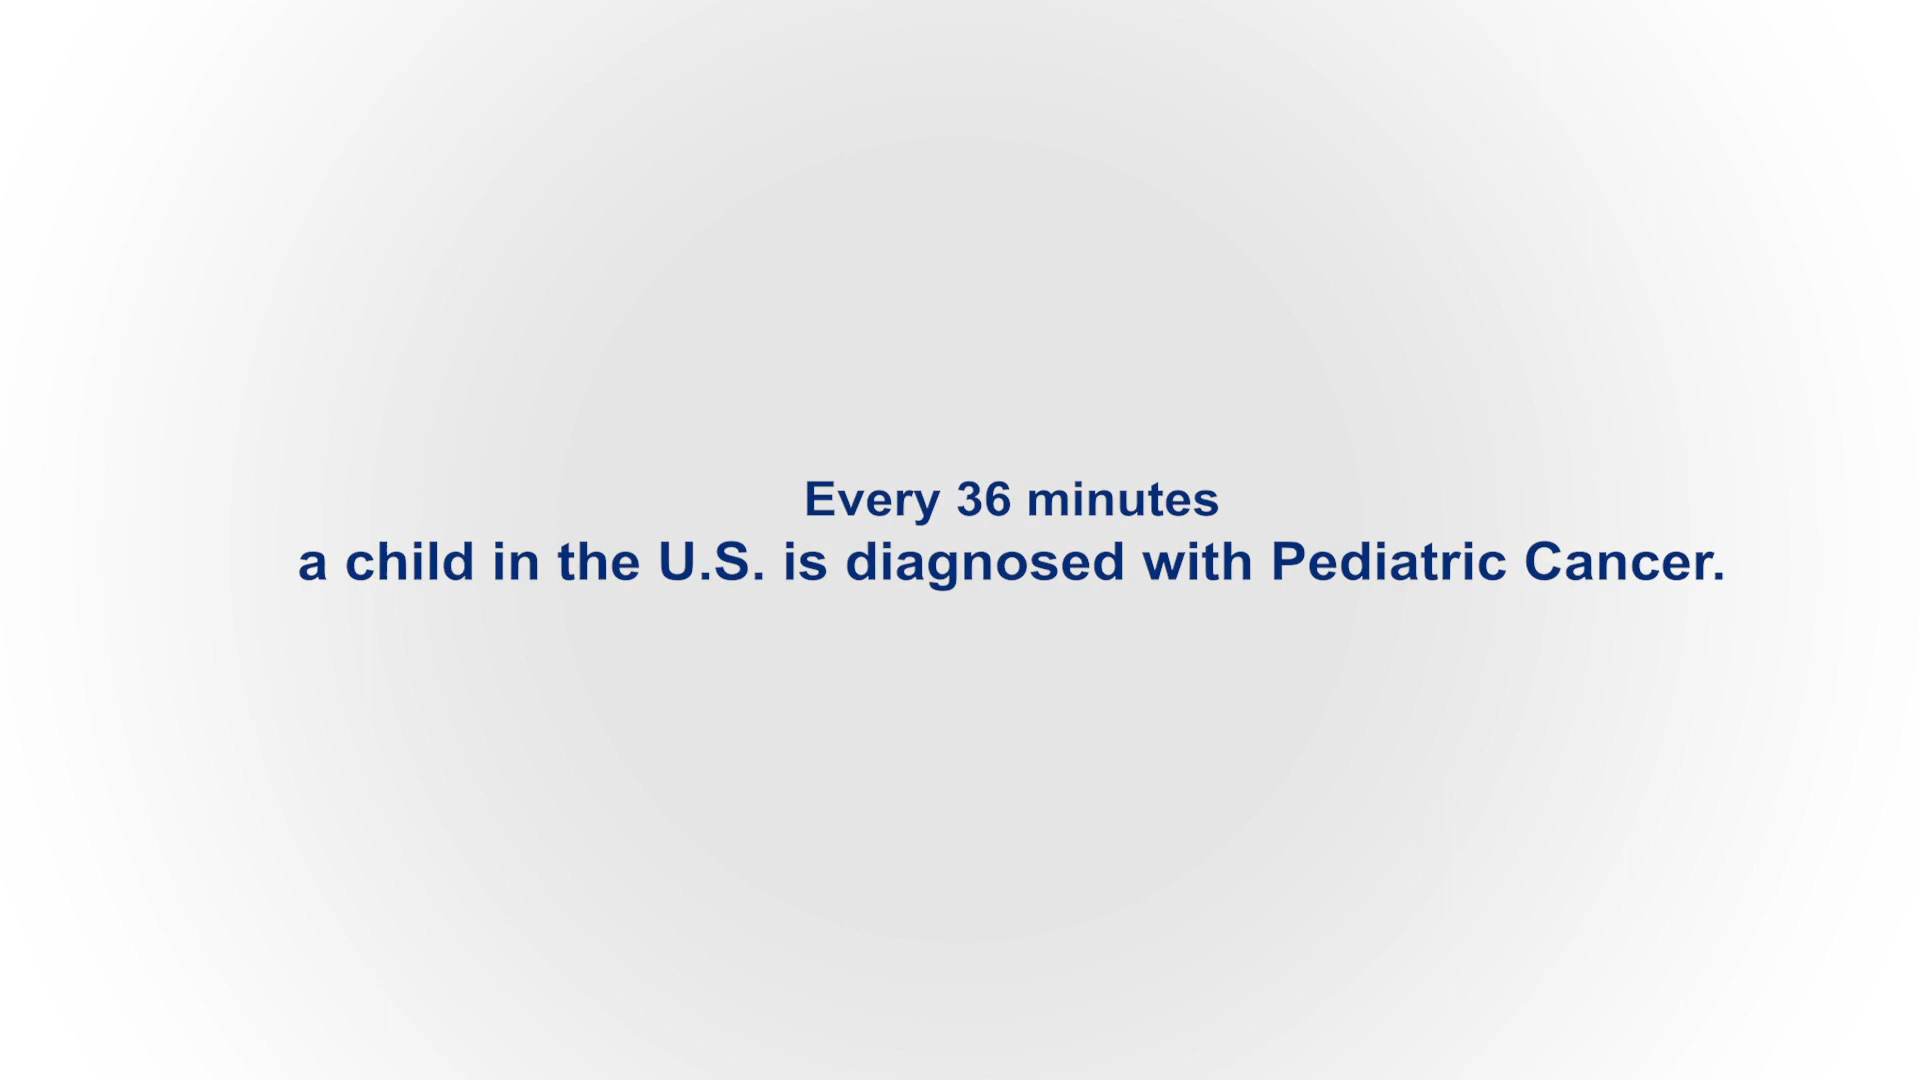 Every 36 minutes
a child in the U.S. is diagnosed with Pediatric Cancer.